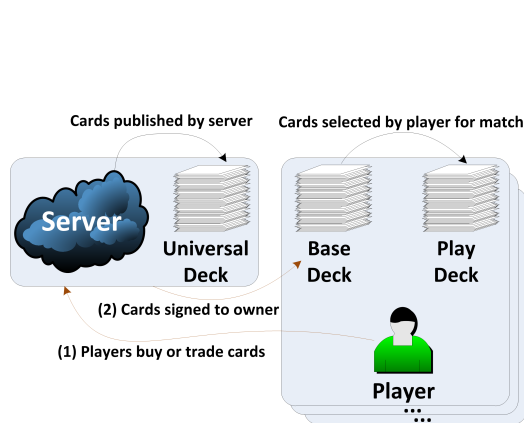 Cards published by server
Cards selected by player for match
Server
Universal
Deck
Base
Deck
Play
Deck
(2) Cards signed to owner
(1) Players buy or trade cards
Player
...
...